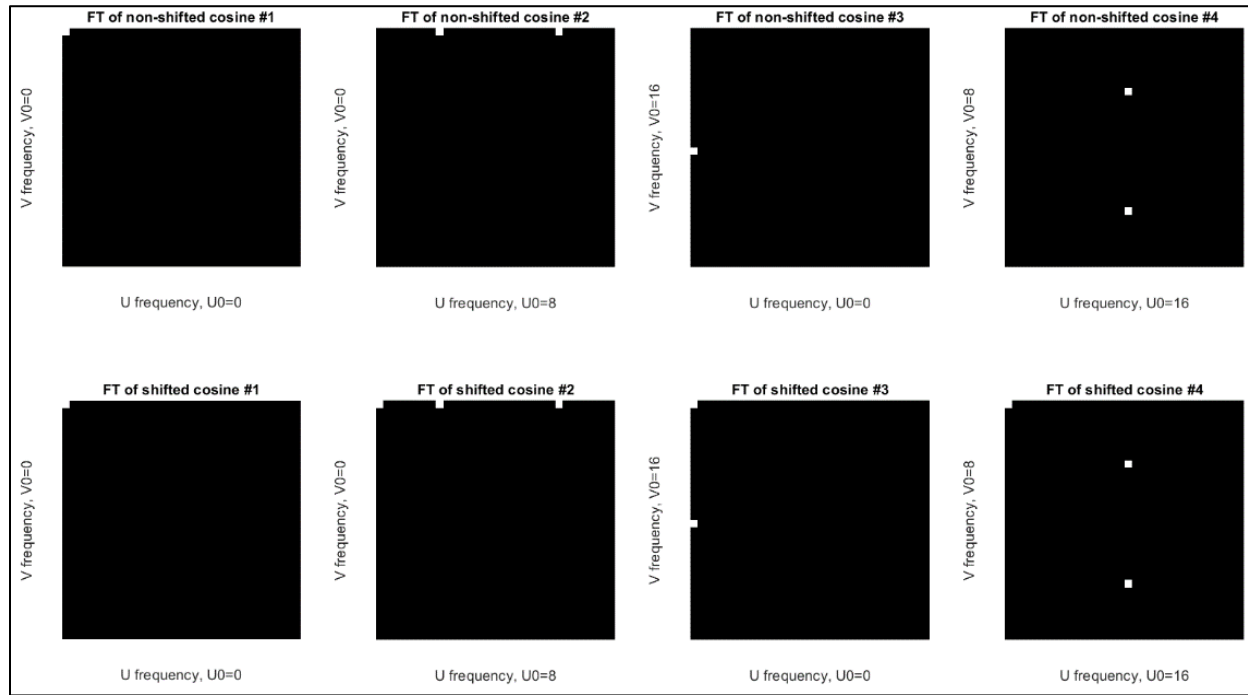 FT of non-shifted cosine #1
V frequency, V0=0
U frequency, U0=0
FT of non-shifted cosine #2
V frequency, V0=0
U frequency, U0=8
FT of non-shifted cosine #3
V frequency, V0=16
U frequency, U0=0
FT of non-shifted cosine #4
V frequency, V0=8
U frequency, U0=16
FT of shifted cosine #1
V frequency, V0=0
U frequency, U0=0
FT of shifted cosine #2
V frequency, V0=0
U frequency, U0=8
FT of shifted cosine #3
V frequency, V0=16
U frequency, U0=0
FT of shifted cosine #4
V frequency, V0=8
U frequency, U0=16